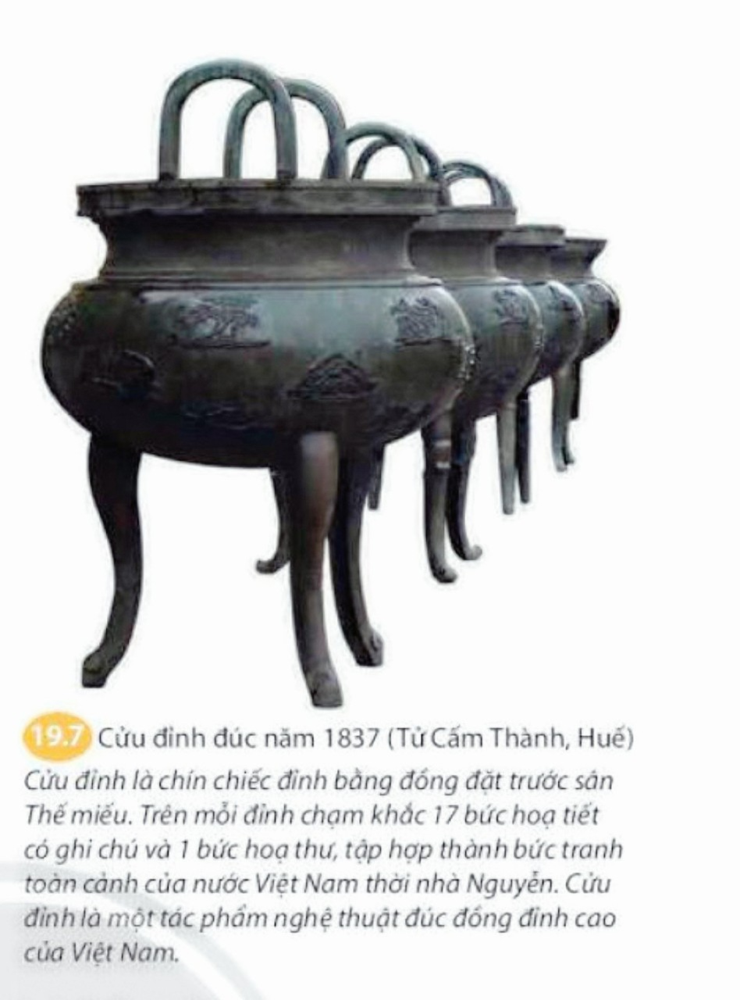 19.7 Cửu đỉnh đúc năm 1837 (Tử Cấm Thành, Huế)
Cửu đỉnh là chín chiếc đỉnh bằng đồng đặt trước sân
Thế miếu. Trên mỗi đỉnh chạm khắc 17 bức hoạ tiết
có ghi chú và 1 bức hoạ thư, tập hợp thành bức tranh
toàn cảnh của nước Việt Nam thời nhà Nguyễn. Cửu
đỉnh là một tác phẩm nghệ thuật đúc đồng đỉnh cao
của Việt Nam.